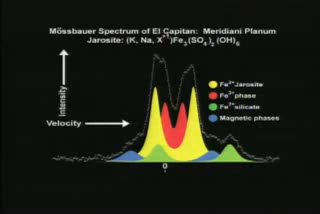 Mössbauer Spectrum of El Capitan: Meridiani Planum
Jarosite: (K, Na, X⁺¹)Fe₃(SO₄)₂(OH)₆
Intensity
Fe³⁺Jarosite
Fe³⁺phase
Fe²⁺silicate
Magnetic phases
Velocity
0